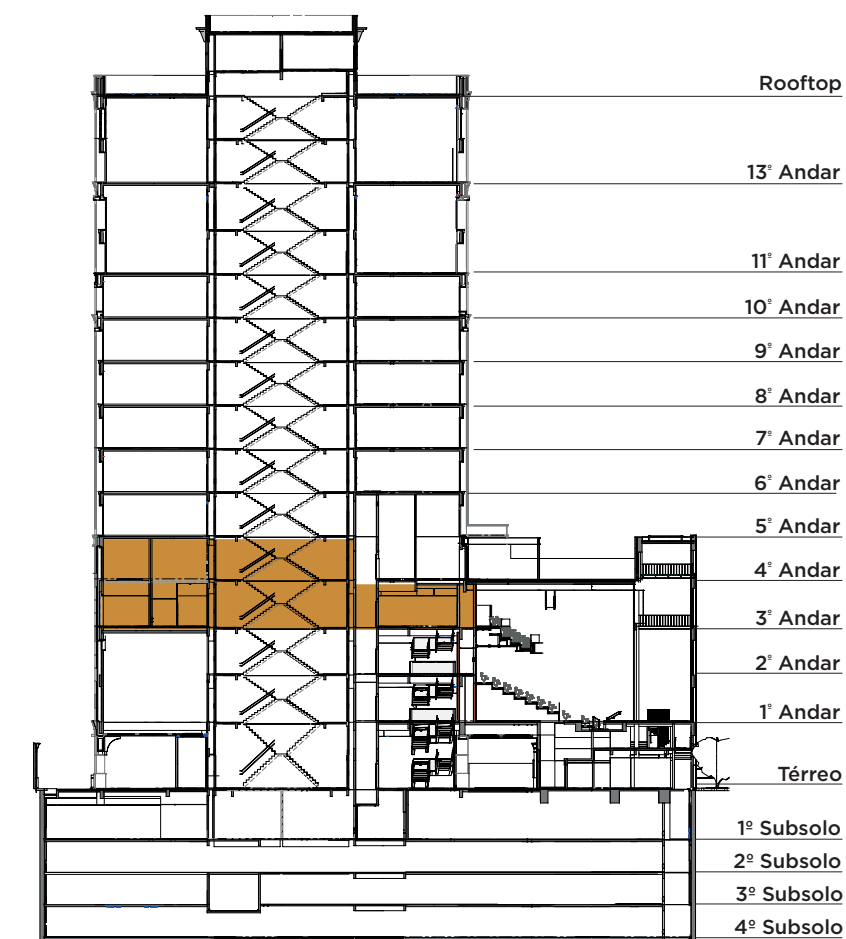 Rooftop
13° Andar
11° Andar
10° Andar
9° Andar
8° Andar
7° Andar
6° Andar
5° Andar
4° Andar
3° Andar
2° Andar
1° Andar
Térreo
1º Subsolo
2º Subsolo
3º Subsolo
4º Subsolo